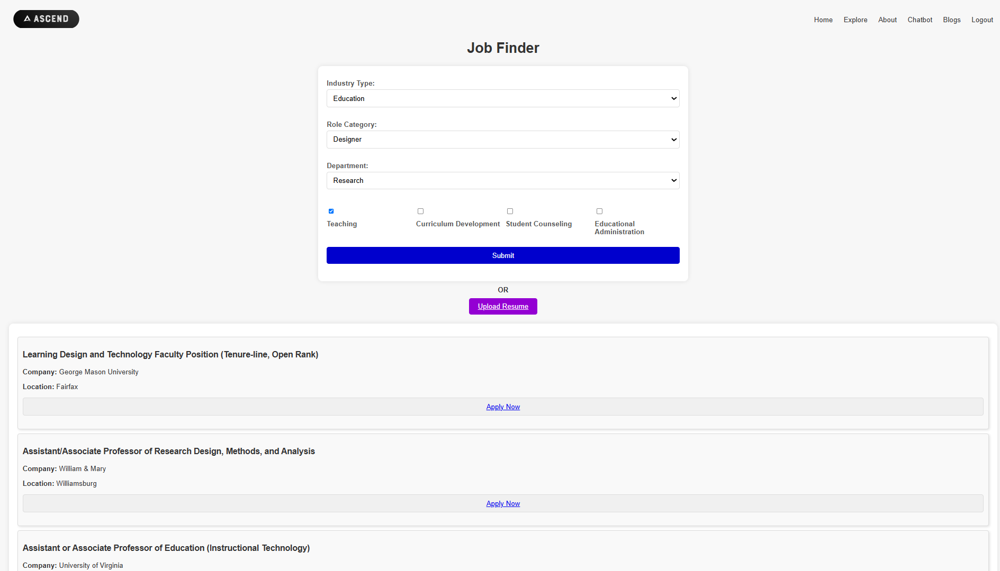 ASCEND
Home Explore About Chatbot Blogs Logout
Job Finder
Industry Type:
Education
Role Category:
Designer
Department:
Research
Teaching Curriculum Development Student Counseling Educational
Administration
Submit
OR
Upload Resume
Learning Design and Technology Faculty Position (Tenure-line, Open Rank)
Company: George Mason University
Location: Fairfax
Apply Now
Assistant/Associate Professor of Research Design, Methods, and Analysis
Company: William & Mary
Location: Williamsburg
Apply Now
Assistant or Associate Professor of Education (Instructional Technology)
Company: University of Virginia